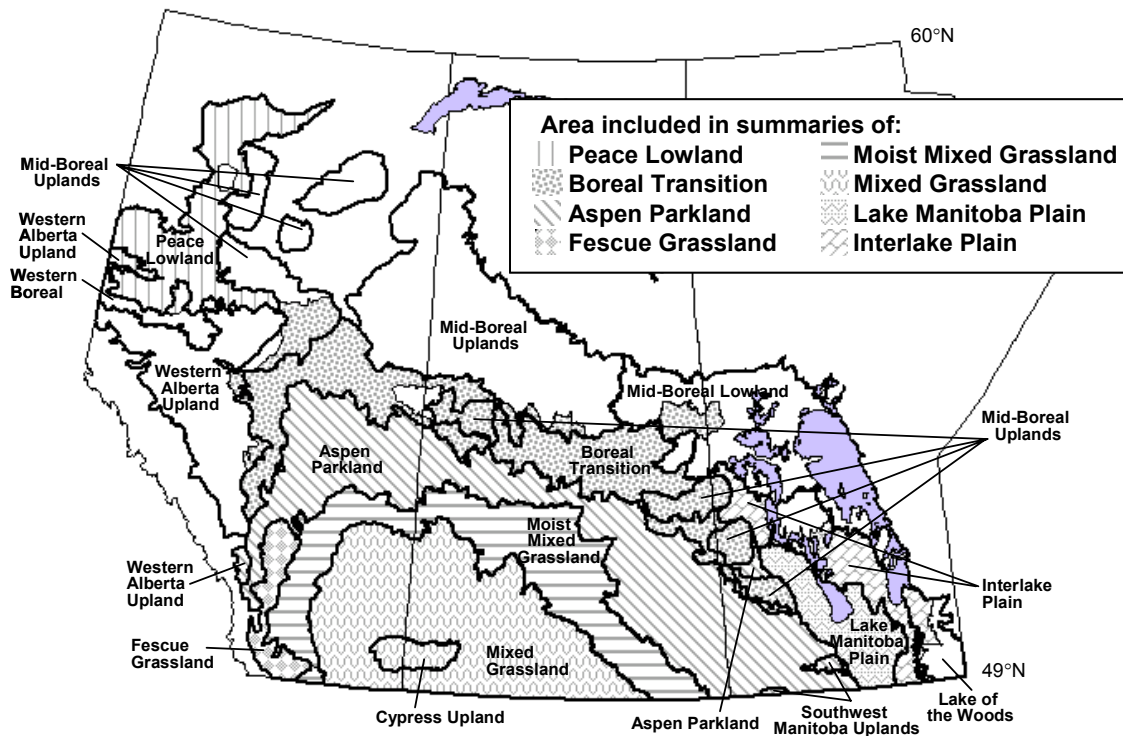 60°N
Area included in summaries of:
Peace Lowland
Boreal Transition
Aspen Parkland
Fescue Grassland
Moist Mixed Grassland
Mixed Grassland
Lake Manitoba Plain
Interlake Plain
Mid-Boreal
Uplands
Western
Alberta
Upland
Peace
Lowland
Western
Boreal
Mid-Boreal
Uplands
Western
Alberta
Upland
Mid-Boreal Lowland
Mid-Boreal
Uplands
Aspen
Parkland
Boreal
Transition
Moist
Mixed
Grassland
Western
Alberta
Upland
Interlake
Plain
Fescue
Grassland
Mixed
Grassland
Lake
Manitoba
Plain
49°N
Cypress Upland
Aspen Parkland
Southwest
Manitoba Uplands
Lake of
the Woods